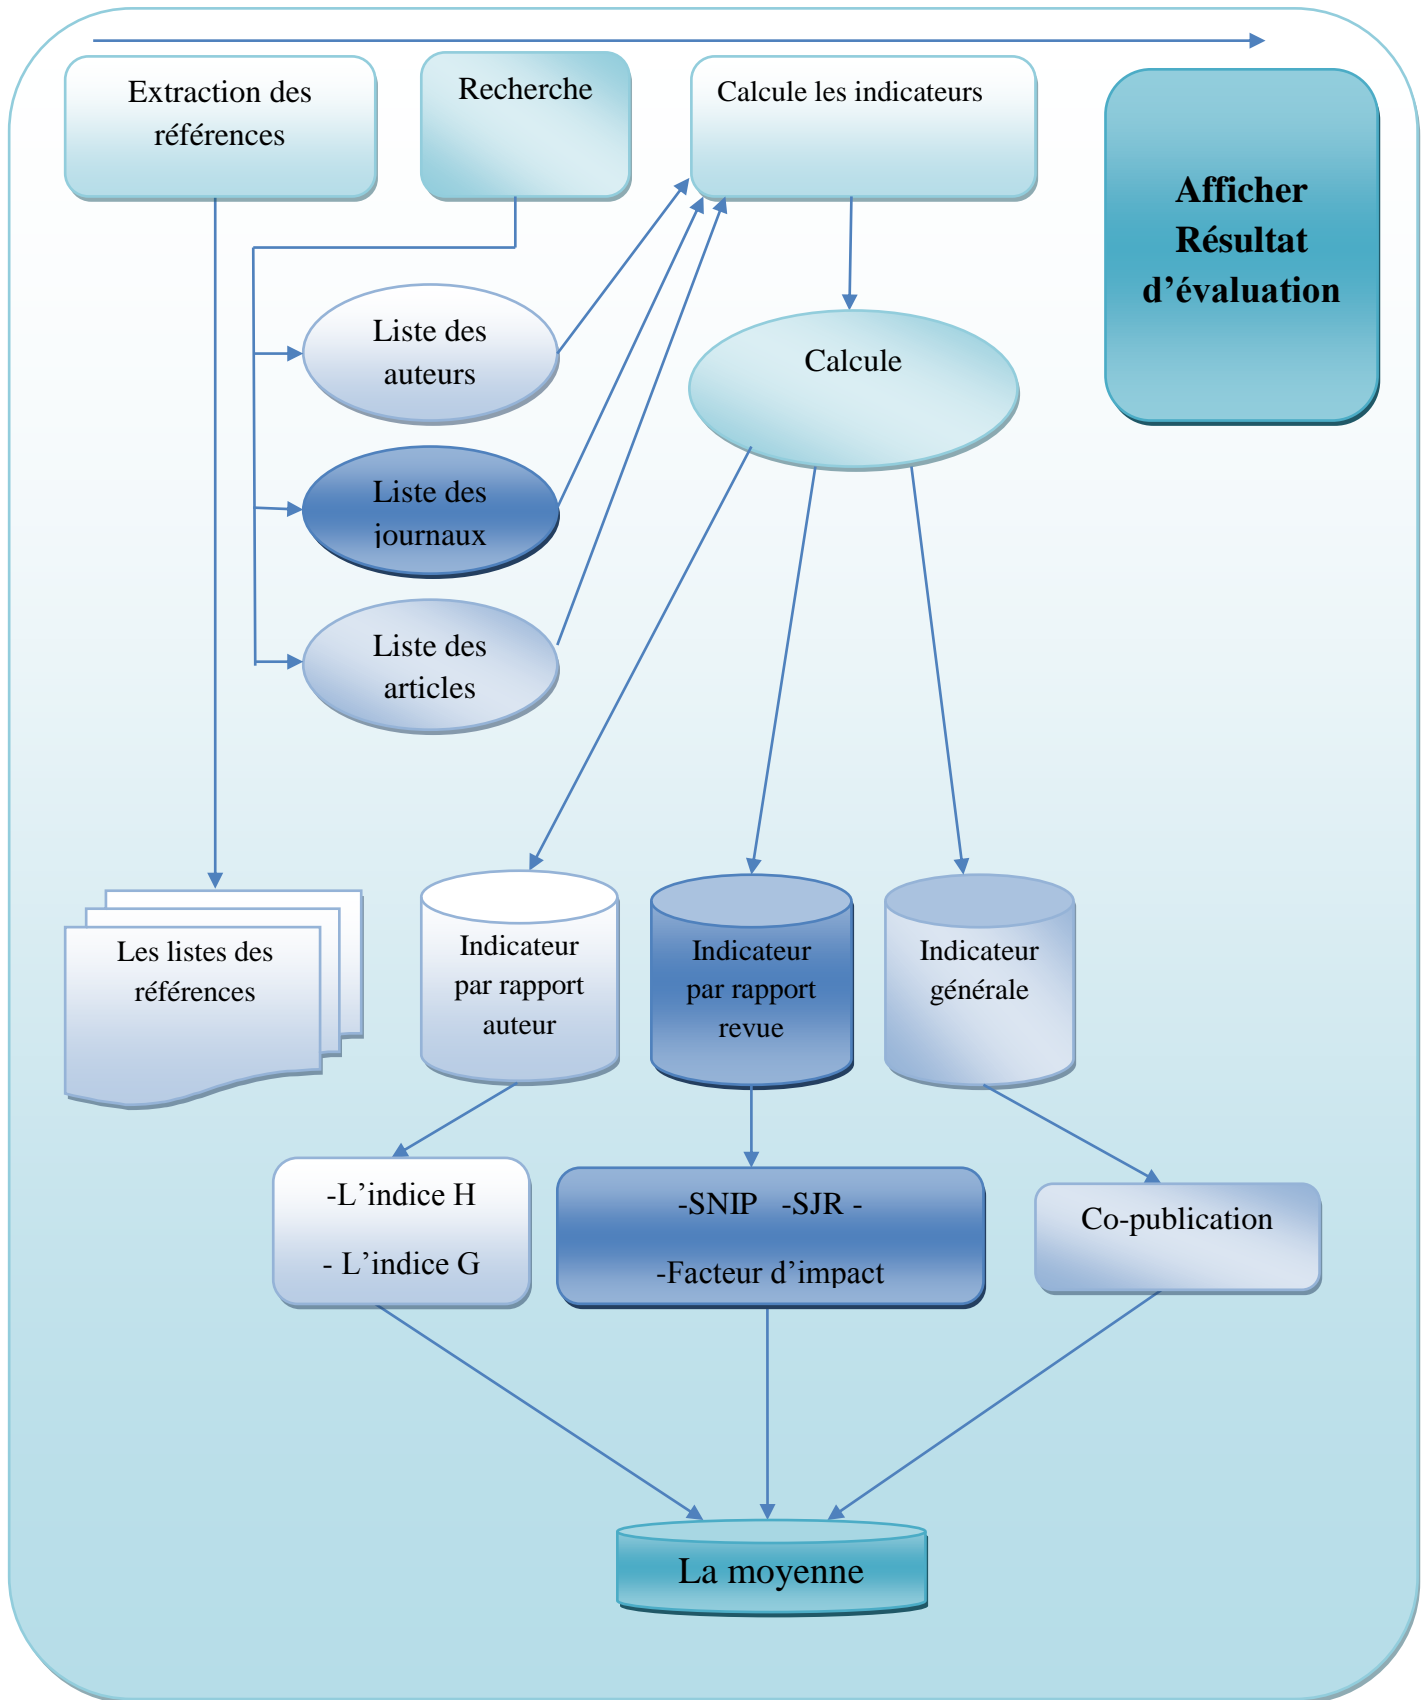 Extraction des
références
Recherche
Calcule les indicateurs
Afficher
Résultat
d’évaluation
Liste des
auteurs
Calcule
Liste des
journaux
Liste des
articles
Les listes des
références
Indicateur
par rapport
auteur
Indicateur
par rapport
revue
Indicateur
générale
-L’indice H
- L’indice G
-SNIP   -SJR -
-Facteur d’impact
Co-publication
La moyenne